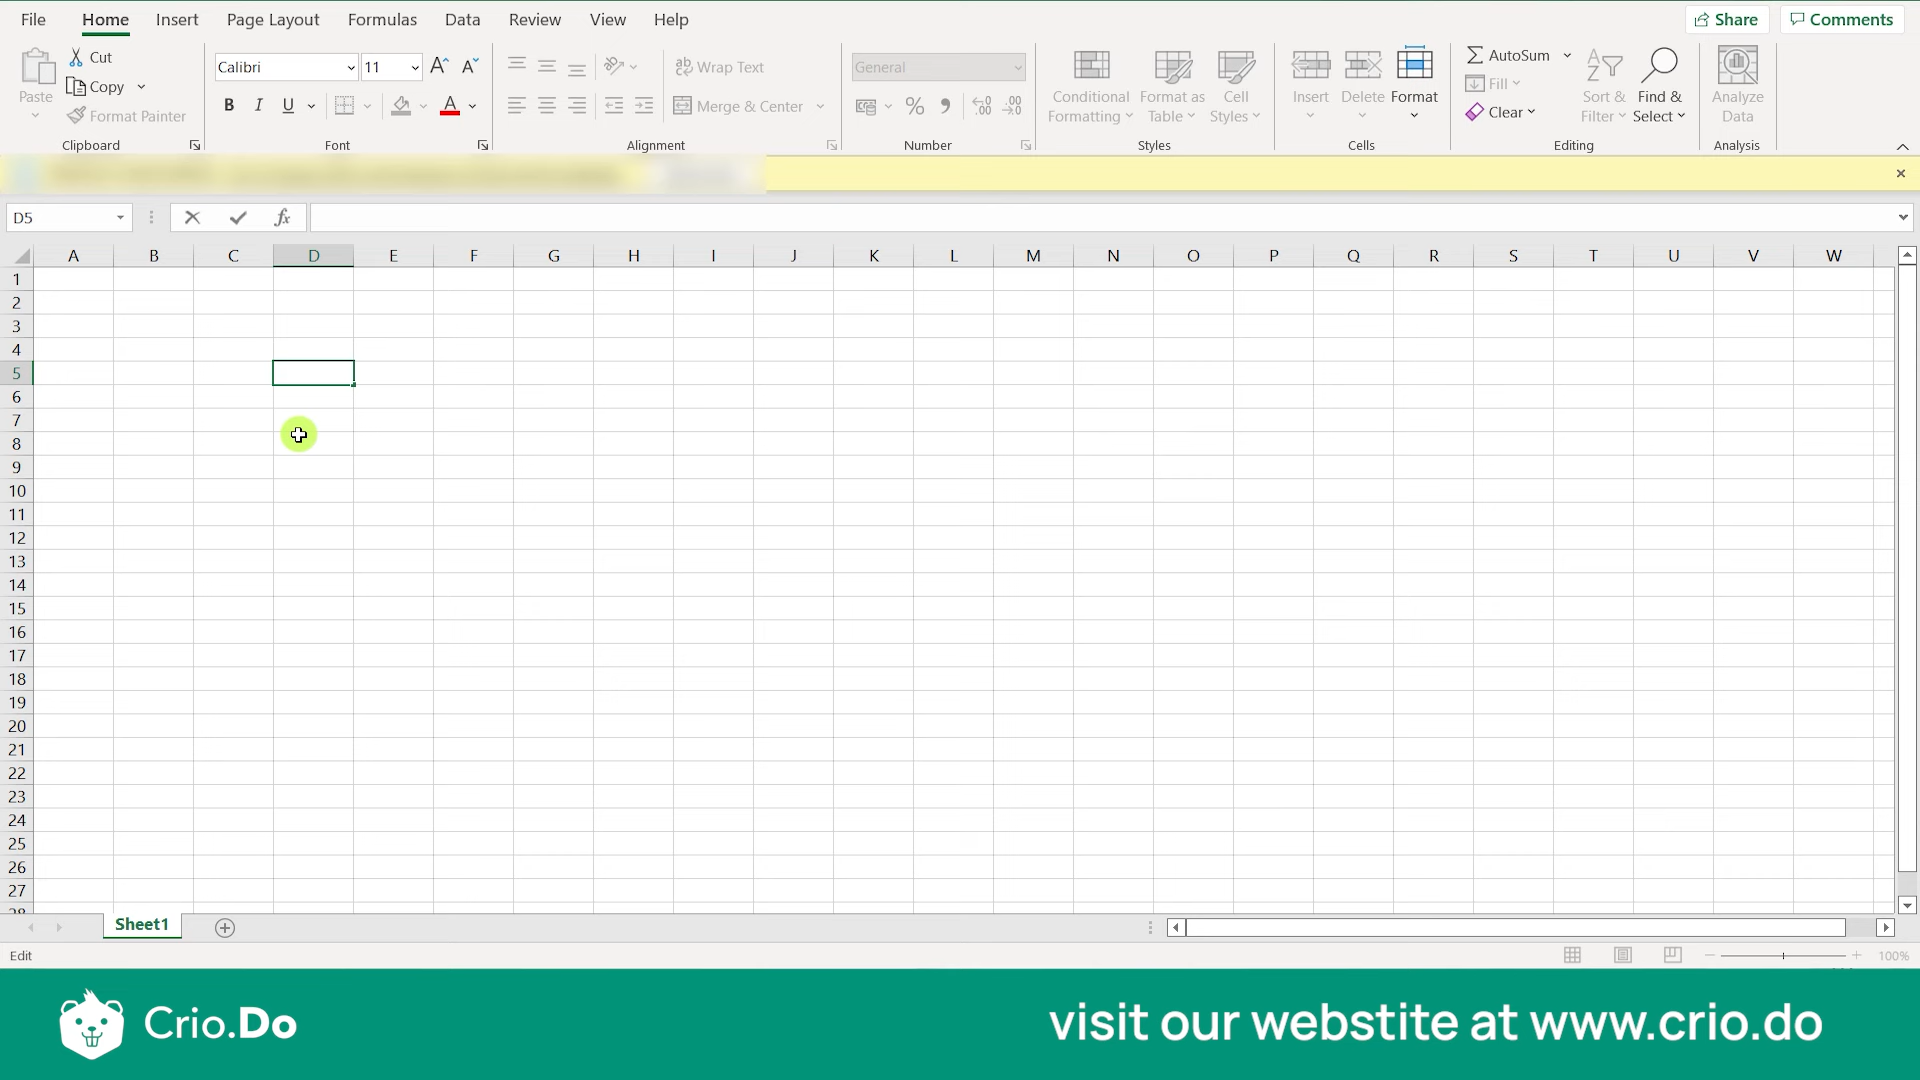 File Home Insert Page Layout Formulas Data Review View Help Share Comments
Paste Cut Copy Format Painter Clipboard
Calibri 11 A A B I U A Font
ab Wrap Text Merge & Center Alignment
General % 9 Number
Conditional Formatting Format as Table Cell Styles Styles
Insert Delete Format Cells
AutoSum Fill Clear Sort & Filter Find & Select Editing
Analyze Data Analysis
D5 fx
A B C D E F G H I J K L M N O P Q R S T U V W
1
2
3
4
5
6
7
8
9
10
11
12
13
14
15
16
17
18
19
20
21
22
23
24
25
26
27
28
Sheet1
Edit 100%
Crio.Do visit our webstite at www.crio.do